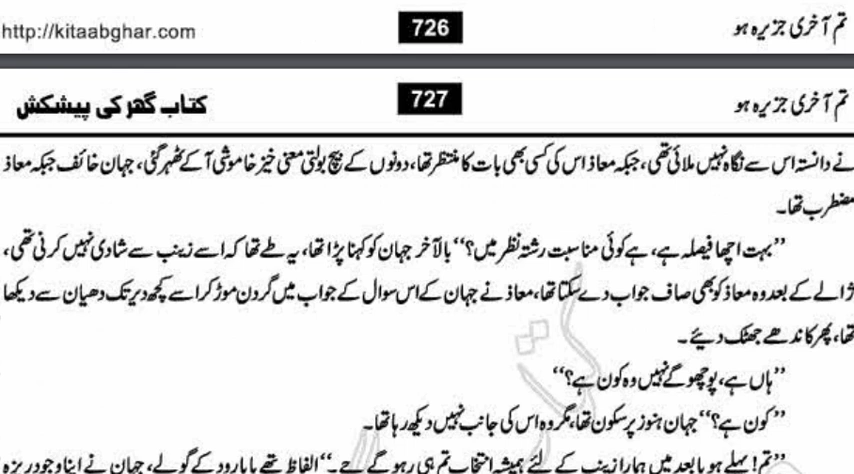 http://kitaabghar.com 726 تم آخری جزیرہ ہو
کتاب گھر کی پیشکش 727 تم آخری جزیرہ ہو
نے دانستہ اس سے نگاہ نہیں ملائی تھی، جبکہ معاذ اس کی کسی بھی بات کا منتظر تھا، دونوں کے بیچ بولتی معنی خیز خاموشی آ کے ٹھہر گئی، جہان خائف جبکہ معاذ
مضطرب تھا۔
’’بہت اچھا فیصلہ ہے، ہے کوئی مناسبت رشتہ نظر میں؟‘‘ بالآخر جہان کو کہنا پڑا تھا، یہ طے تھا کہ اسے زینب سے شادی نہیں کرنی تھی،
ژالے کے بعد وہ معاذ کو بھی صاف جواب دے سکتا تھا، معاذ نے جہان کے اس سوال کے جواب میں گردن موڑ کر اسے کچھ دیر تک دھیان سے دیکھا
تھا، پھر کاندھے جھٹک دیئے۔
’’ہاں ہے، پوچھو گے نہیں وہ کون ہے؟‘‘
’’کون ہے؟‘‘ جہان ہنوز پرسکون تھا، مگر وہ اس کی جانب نہیں دیکھ رہا تھا۔
’’تم! پہلے ہو یا بعد میں ہمارا زینب کے لئے ہمیشہ انتخاب تم ہی رہو گے جے۔‘‘ الفاظ تھے یا بارود کے گولے، جہان نے اپنا وجود ریزہ